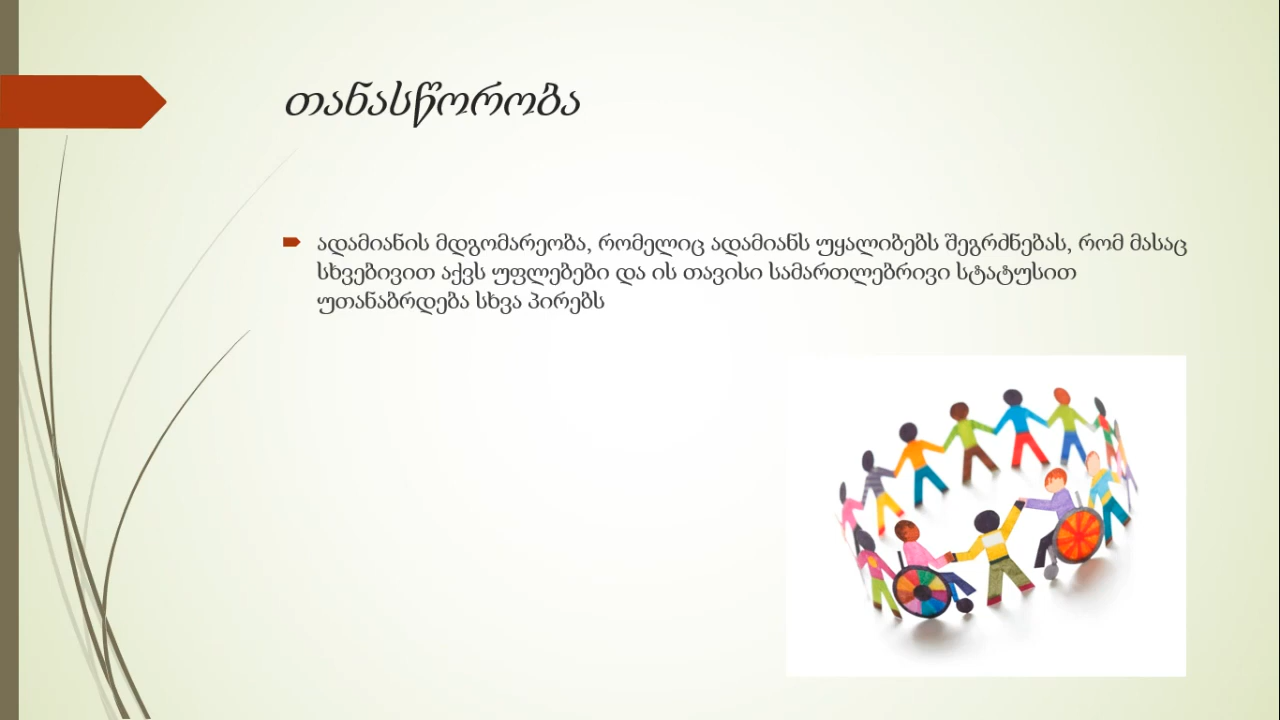 თანასწორობა
ადამიანის მდგომარეობა, რომელიც ადამიანს უყალიბებს შეგრძნებას, რომ მასაც
სხვებივით აქვს უფლებები და ის თავისი სამართლებრივი სტატუსით
უთანაბრდება სხვა პირებს